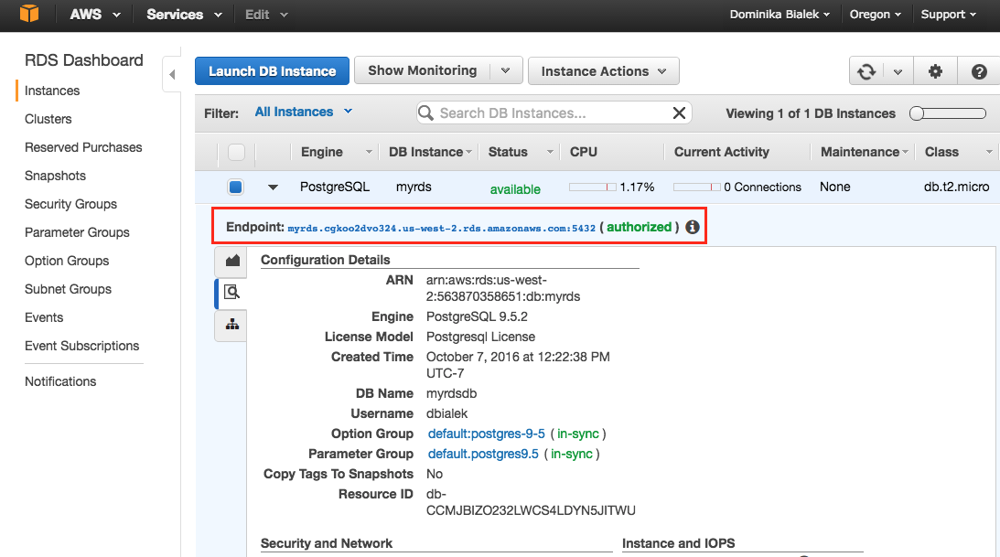 AWS Services Edit Dominika Bialek Oregon Support
RDS Dashboard
Instances
Clusters
Reserved Purchases
Snapshots
Security Groups
Parameter Groups
Option Groups
Subnet Groups
Events
Event Subscriptions
Notifications
Launch DB Instance Show Monitoring Instance Actions
Filter: All Instances Search DB Instances... Viewing 1 of 1 DB Instances
Engine DB Instance Status CPU Current Activity Maintenance Class
PostgreSQL myrds available 1.17% 0 Connections None db.t2.micro
Endpoint: myrds.cgkoo2dvo324.us-west-2.rds.amazonaws.com:5432 ( authorized )
Configuration Details
ARN arn:aws:rds:us-west-
2:563870358651:db:myrds
Engine PostgreSQL 9.5.2
License Model Postgresql License
Created Time October 7, 2016 at 12:22:38 PM
UTC-7
DB Name myrdsdb
Username dbialek
Option Group default:postgres-9-5 ( in-sync )
Parameter Group default.postgres9.5 ( in-sync )
Copy Tags To Snapshots No
Resource ID db-
CCMJBIZO232LWCS4LDYN5JITWU
Security and Network Instance and IOPS